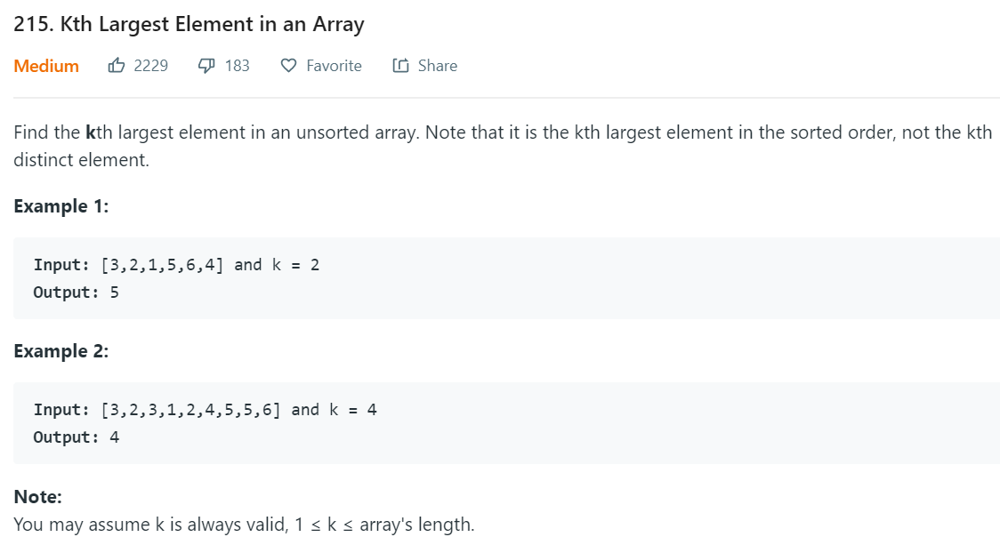 215. Kth Largest Element in an Array
Medium 2229 183 Favorite Share
Find the kth largest element in an unsorted array. Note that it is the kth largest element in the sorted order, not the kth
distinct element.
Example 1:
Input: [3,2,1,5,6,4] and k = 2
Output: 5
Example 2:
Input: [3,2,3,1,2,4,5,5,6] and k = 4
Output: 4
Note:
You may assume k is always valid, 1 ≤ k ≤ array's length.